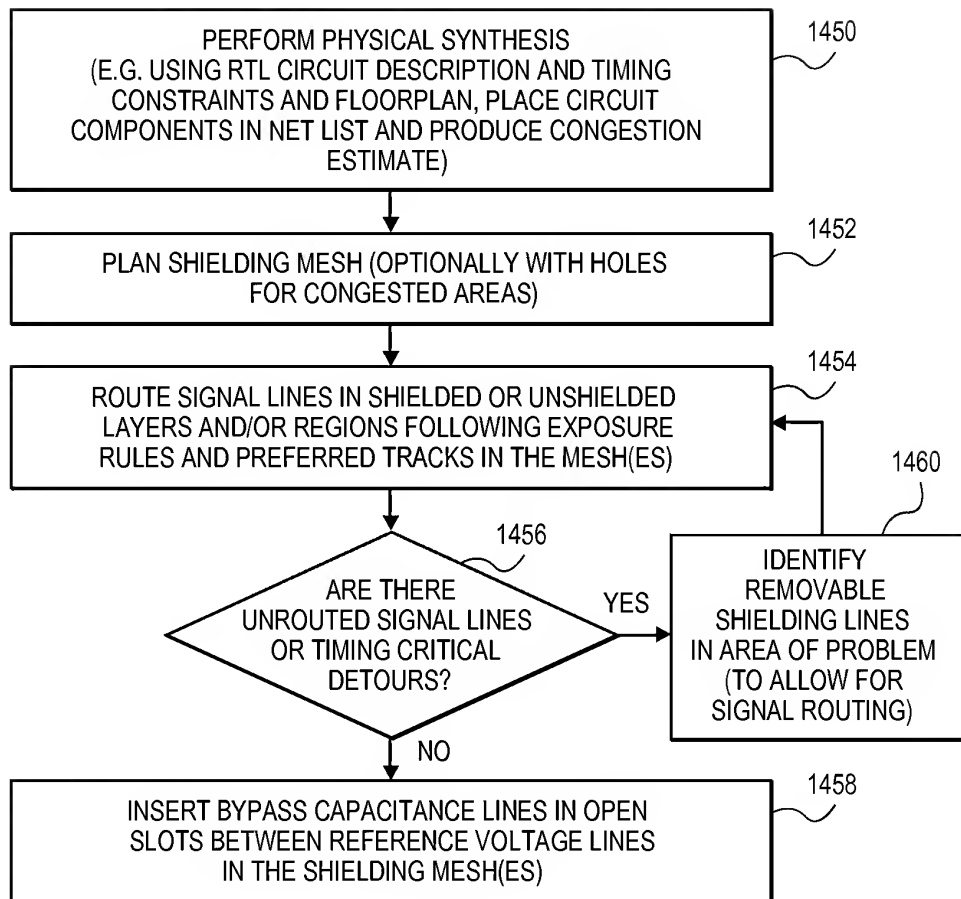 1450
PERFORM PHYSICAL SYNTHESIS
(E.G. USING RTL CIRCUIT DESCRIPTION AND TIMING
CONSTRAINTS AND FLOORPLAN, PLACE CIRCUIT
COMPONENTS IN NET LIST AND PRODUCE CONGESTION
ESTIMATE)
1452
PLAN SHIELDING MESH (OPTIONALLY WITH HOLES
FOR CONGESTED AREAS)
1454
ROUTE SIGNAL LINES IN SHIELDED OR UNSHIELDED
LAYERS AND/OR REGIONS FOLLOWING EXPOSURE
RULES AND PREFERRED TRACKS IN THE MESH(ES)
1456
ARE THERE
UNROUTED SIGNAL LINES
OR TIMING CRITICAL
DETOURS?
YES
1460
IDENTIFY
REMOVABLE
SHIELDING LINES
IN AREA OF PROBLEM
(TO ALLOW FOR
SIGNAL ROUTING)
NO
1458
INSERT BYPASS CAPACITANCE LINES IN OPEN
SLOTS BETWEEN REFERENCE VOLTAGE LINES
IN THE SHIELDING MESH(ES)